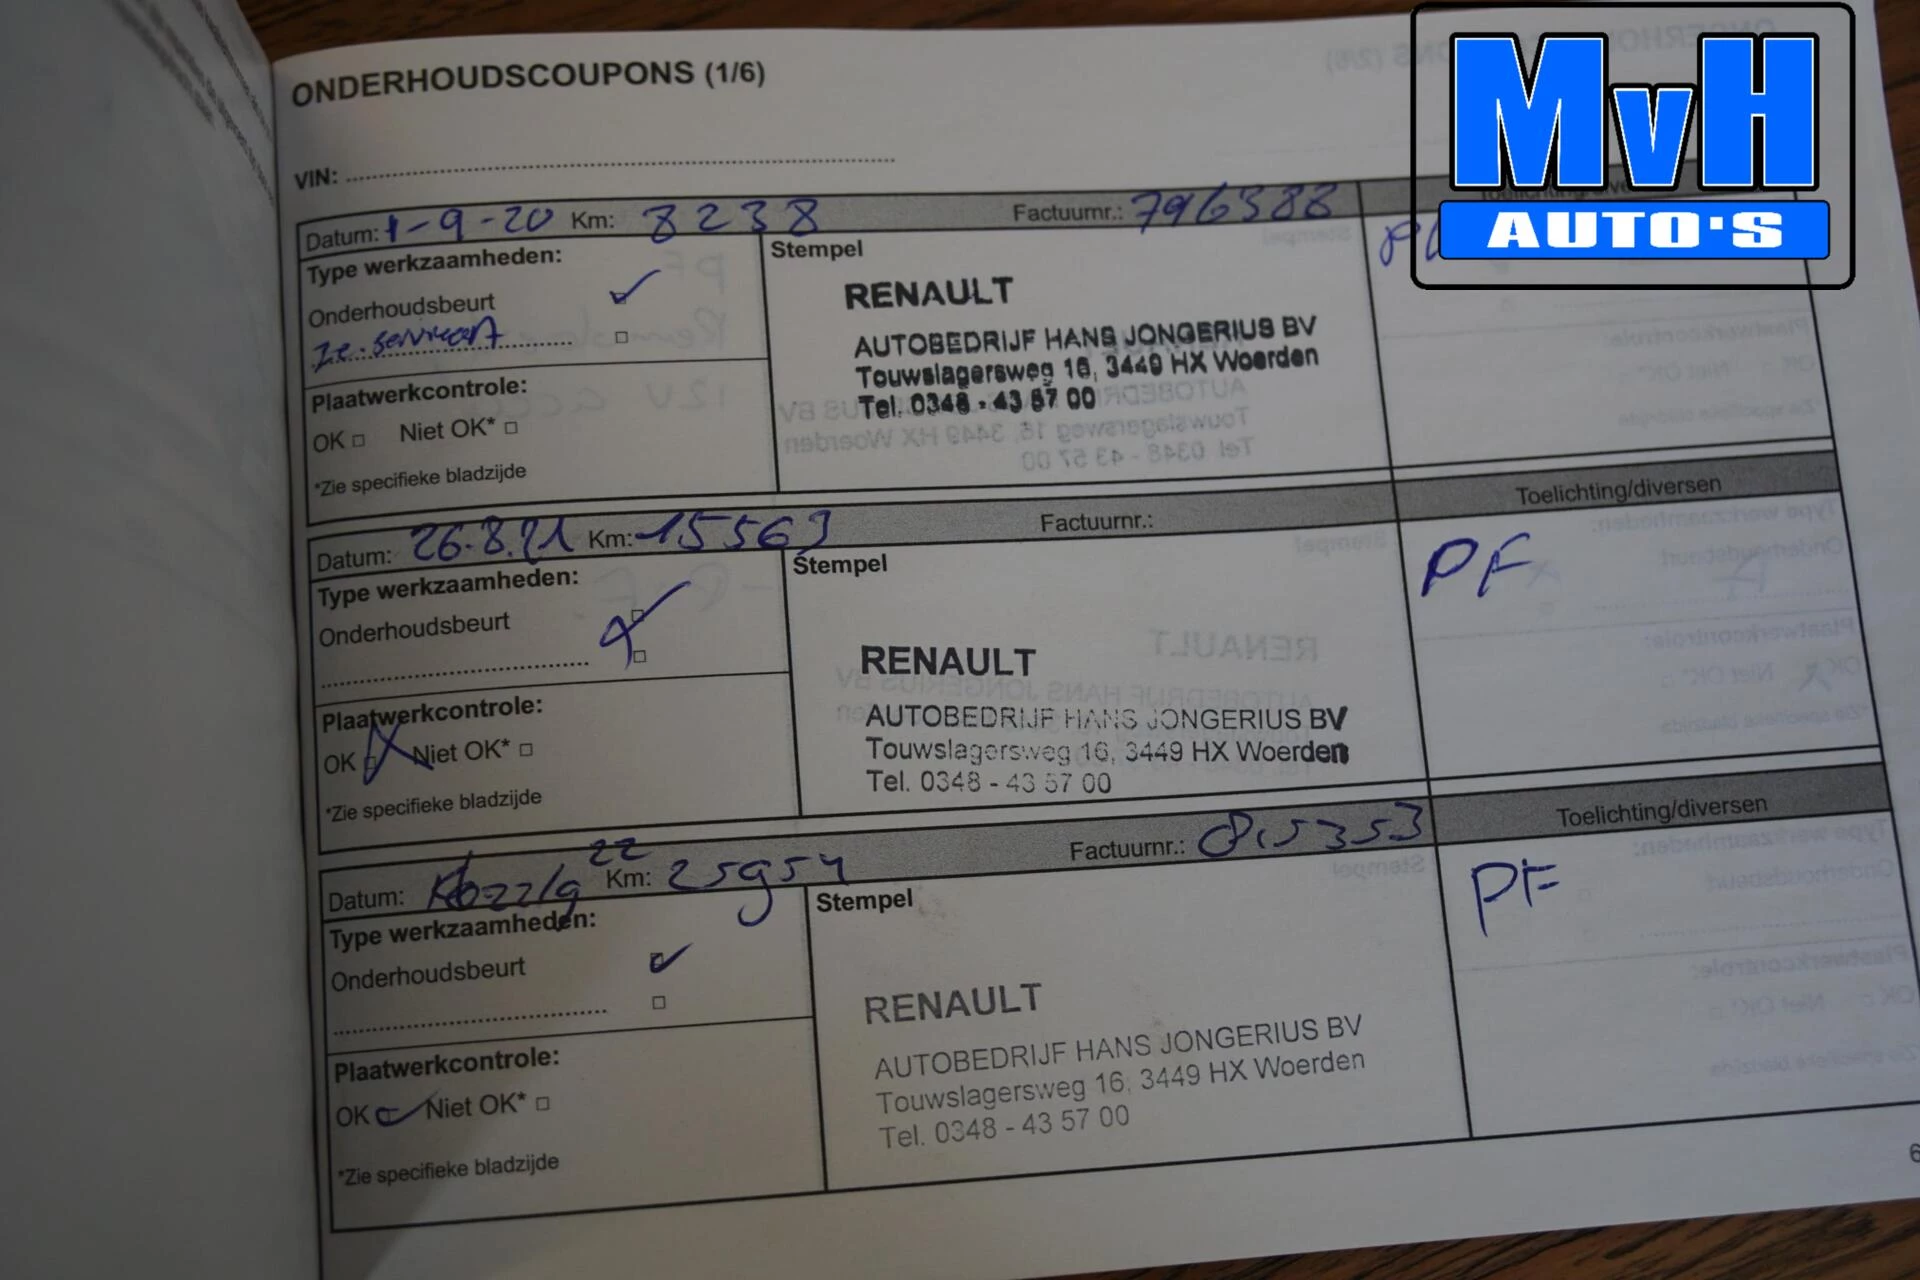 ONDERHOUDSCOUPONS (1/6)
MvH
AUTO'S
VIN:
Datum: 1-9-20 Km: 8238 Factuurnr.: 796588
Type werkzaamheden:
Onderhoudsbeurt
Stempel
RENAULT
AUTOBEDRIJF HANS JONGERIUS BV
Touwslagersweg 16, 3449 HX Woerden
Tel. 0348 - 43 57 00
Plaatwerkcontrole:
OK □ Niet OK* □
*Zie specifieke bladzijde
Datum: 26.8.21 Km: 15563 Factuurnr.:
Toelichting/diversen
Type werkzaamheden:
Onderhoudsbeurt
Stempel
PF
RENAULT
AUTOBEDRIJF HANS JONGERIUS BV
Touwslagersweg 16, 3449 HX Woerden
Tel. 0348 - 43 57 00
Plaatwerkcontrole:
OK □ Niet OK* □
*Zie specifieke bladzijde
Datum: 22 Km: 25954 Factuurnr.: 815353
Toelichting/diversen
Type werkzaamheden:
Onderhoudsbeurt
Stempel
PF
RENAULT
AUTOBEDRIJF HANS JONGERIUS BV
Touwslagersweg 16, 3449 HX Woerden
Tel. 0348 - 43 57 00
Plaatwerkcontrole:
OK □ Niet OK* □
*Zie specifieke bladzijde